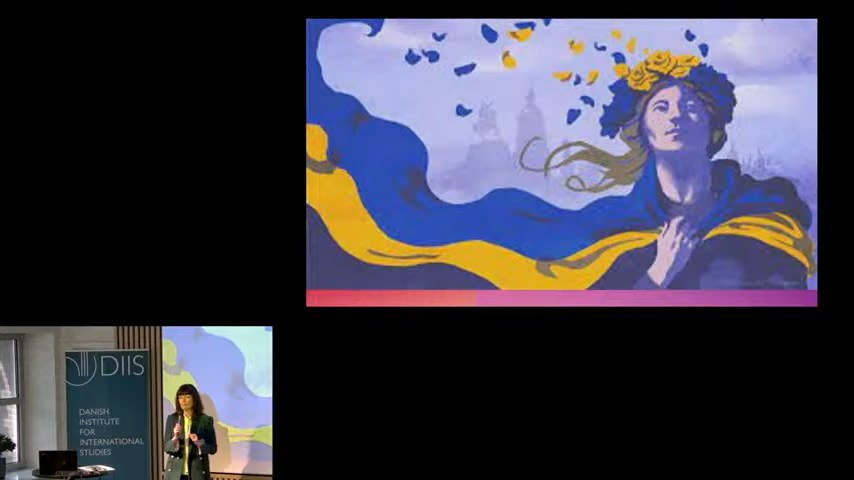 DIIS
DANISH
INSTITUTE
FOR
INTERNATIONAL
STUDIES